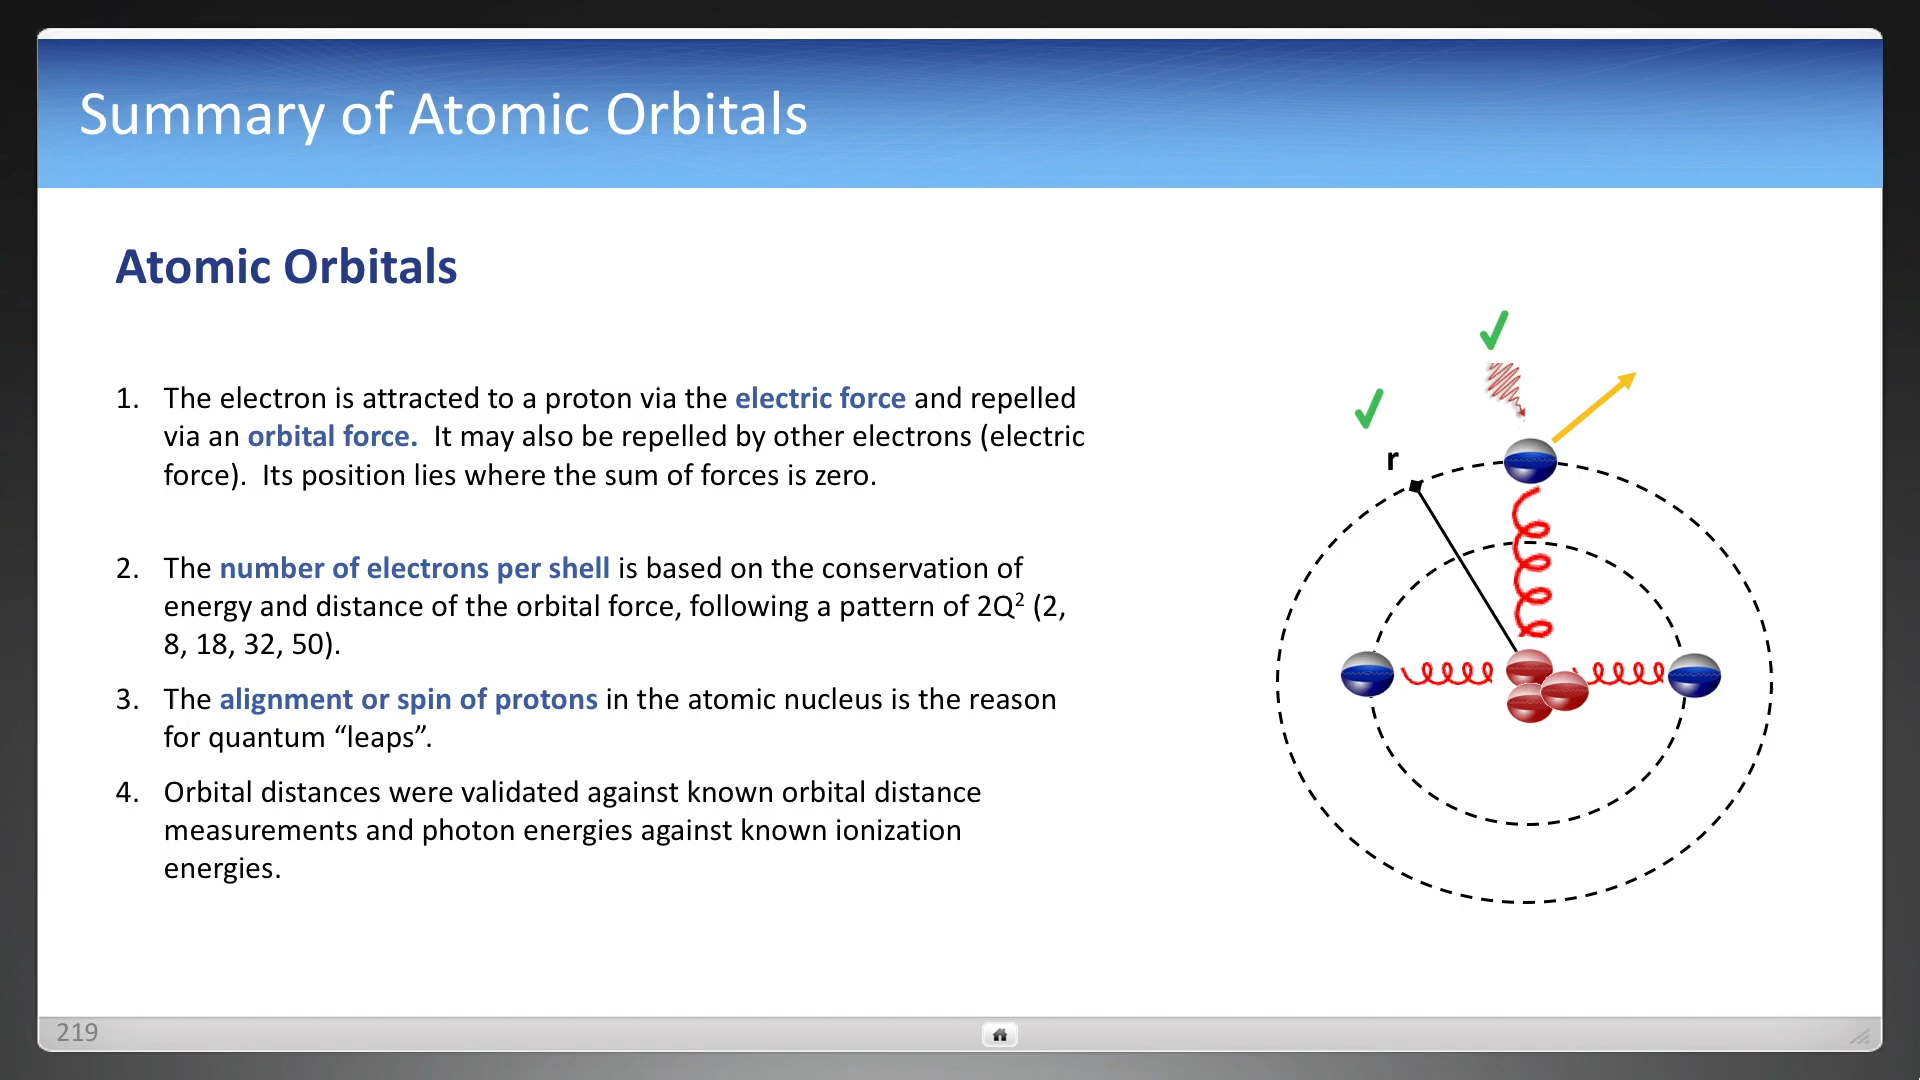 Summary of Atomic Orbitals
Atomic Orbitals
1. The electron is attracted to a proton via the electric force and repelled
via an orbital force.  It may also be repelled by other electrons (electric
force).  Its position lies where the sum of forces is zero.
2. The number of electrons per shell is based on the conservation of
energy and distance of the orbital force, following a pattern of 2Q² (2,
8, 18, 32, 50).
3. The alignment or spin of protons in the atomic nucleus is the reason
for quantum “leaps”.
4. Orbital distances were validated against known orbital distance
measurements and photon energies against known ionization
energies.
r
219